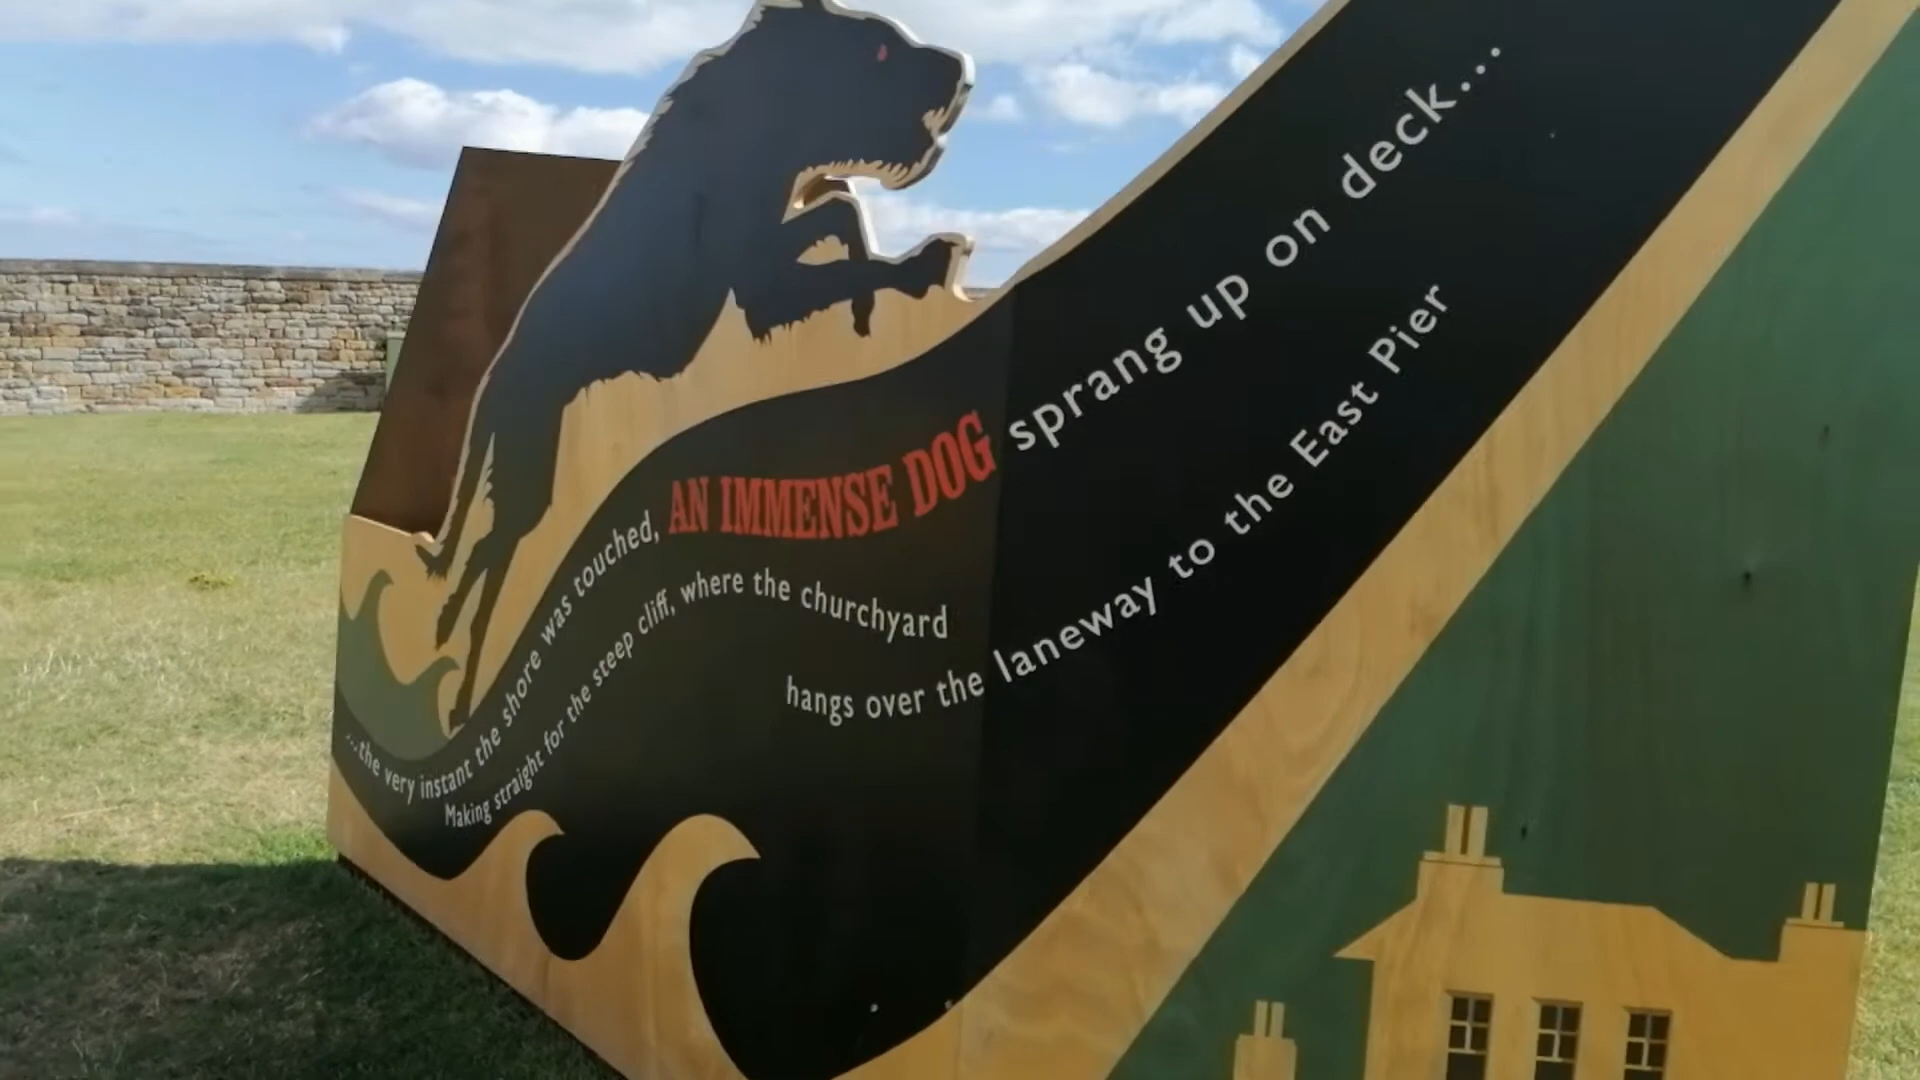 ...the very instant the shore was touched, AN IMMENSE DOG sprang up on deck...
Making straight for the steep cliff, where the churchyard
hangs over the laneway to the East Pier